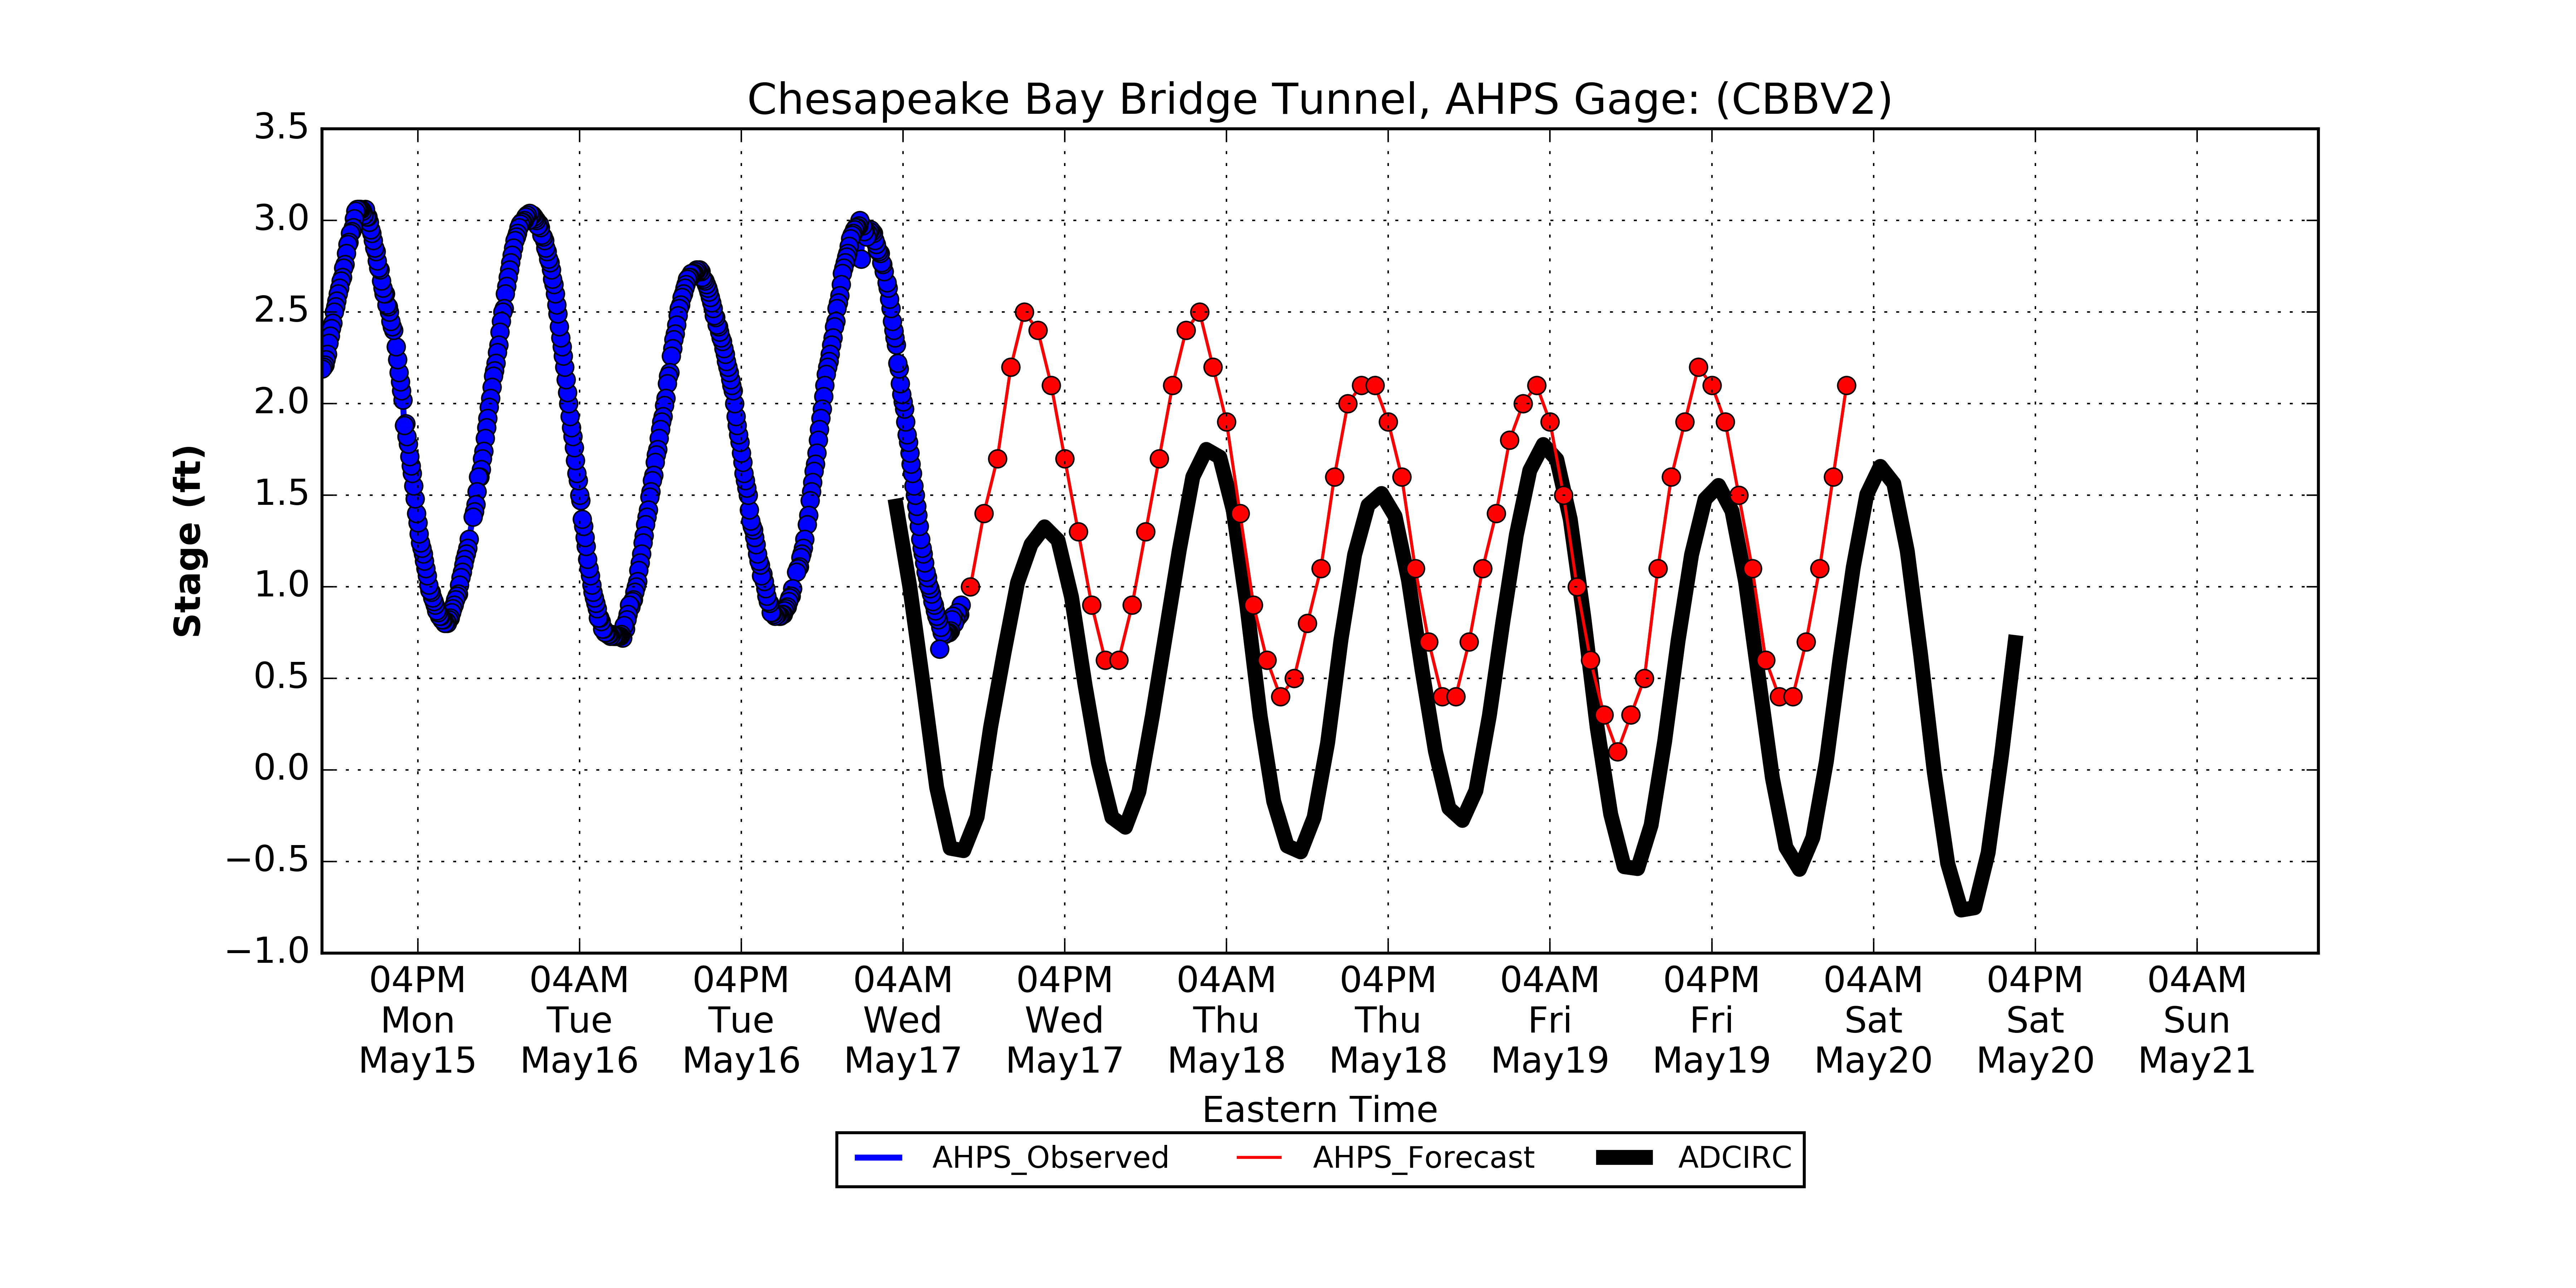 Chesapeake Bay Bridge Tunnel, AHPS Gage: (CBBV2)
3.5
3.0
2.5
2.0
1.5
1.0
0.5
0.0
−0.5
−1.0
Stage (ft)
04PM 04AM 04PM 04AM 04PM 04AM 04PM 04AM 04PM 04AM 04PM 04AM
Mon Tue Tue Wed Wed Thu Thu Fri Fri Sat Sat Sun
May15 May16 May16 May17 May17 May18 May18 May19 May19 May20 May20 May21
Eastern Time
AHPS_Observed AHPS_Forecast ADCIRC